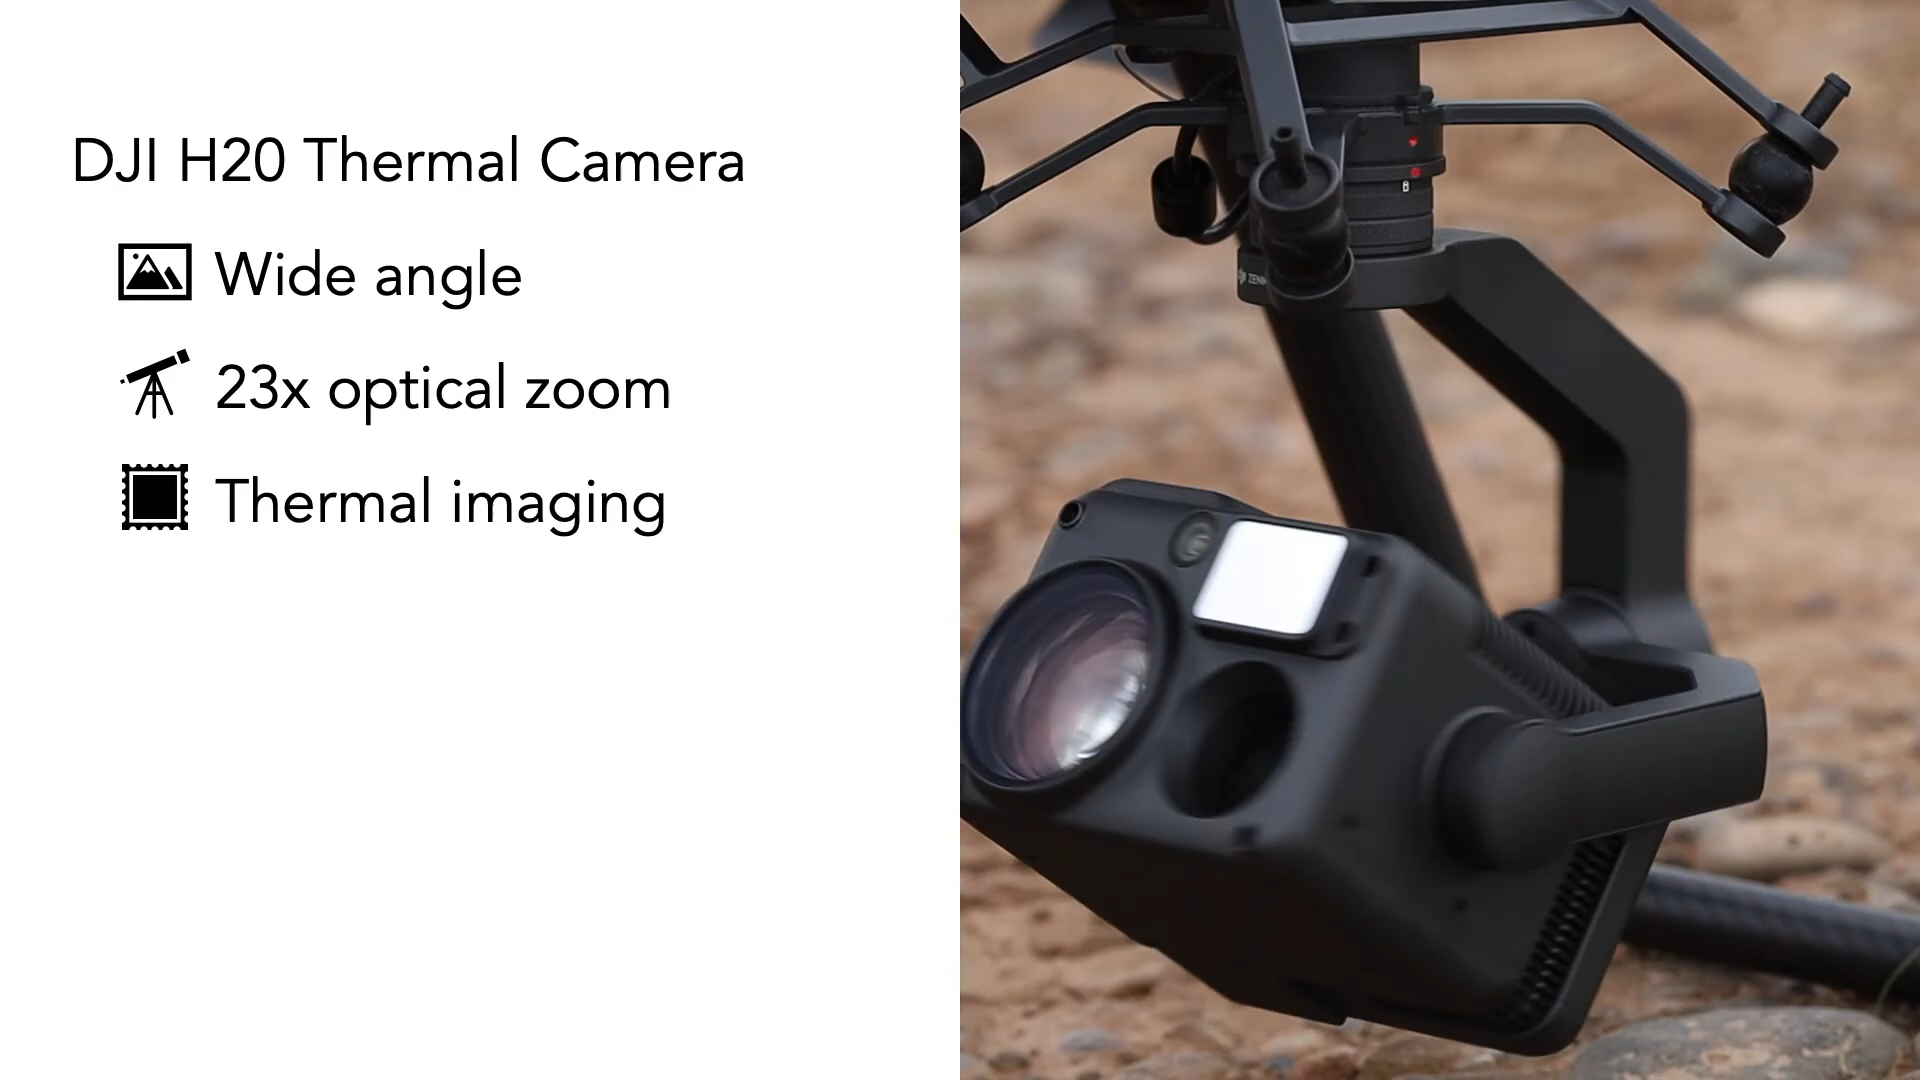 DJI H20 Thermal Camera
Wide angle
23x optical zoom
Thermal imaging